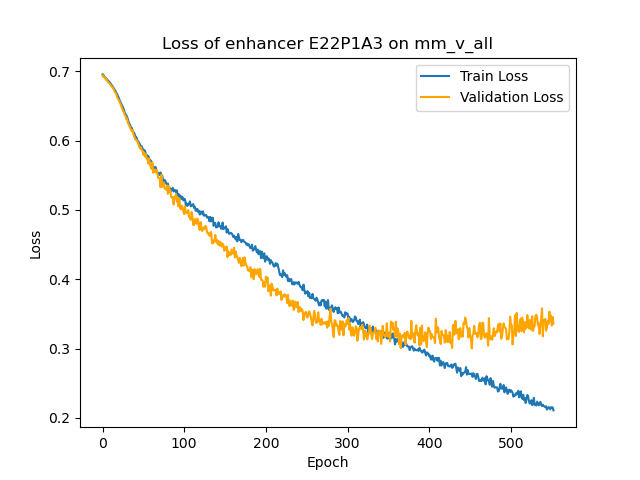 Loss of enhancer E22P1A3 on mm_v_all
Train Loss
Validation Loss
Loss
0.7
0.6
0.5
0.4
0.3
0.2
0 100 200 300 400 500
Epoch